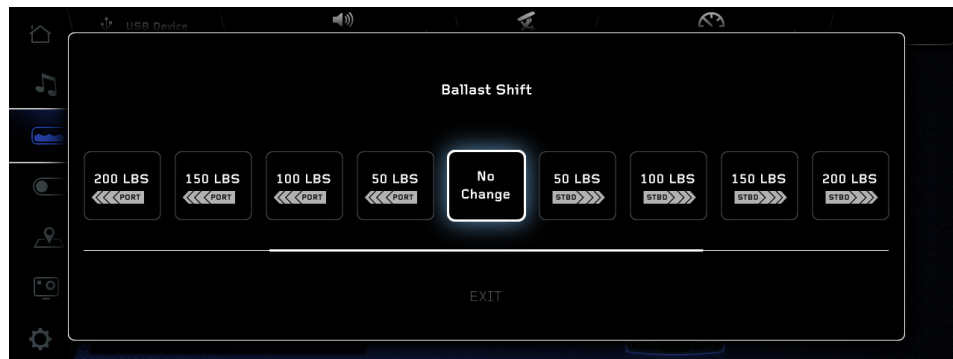 USB Device
Ballast Shift
200 LBS
PORT
150 LBS
PORT
100 LBS
PORT
50 LBS
PORT
No
Change
50 LBS
STBD
100 LBS
STBD
150 LBS
STBD
200 LBS
STBD
EXIT